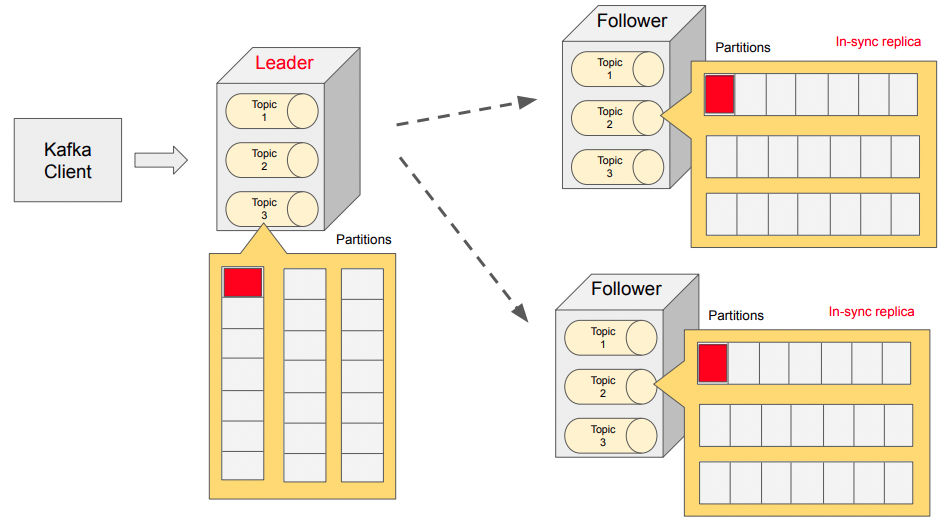 Kafka
Client
Leader
Topic
1
Topic
2
Topic
3
Partitions
Follower
Topic
1
Topic
2
Topic
3
Partitions
In-sync replica
Follower
Topic
1
Topic
2
Topic
3
Partitions
In-sync replica